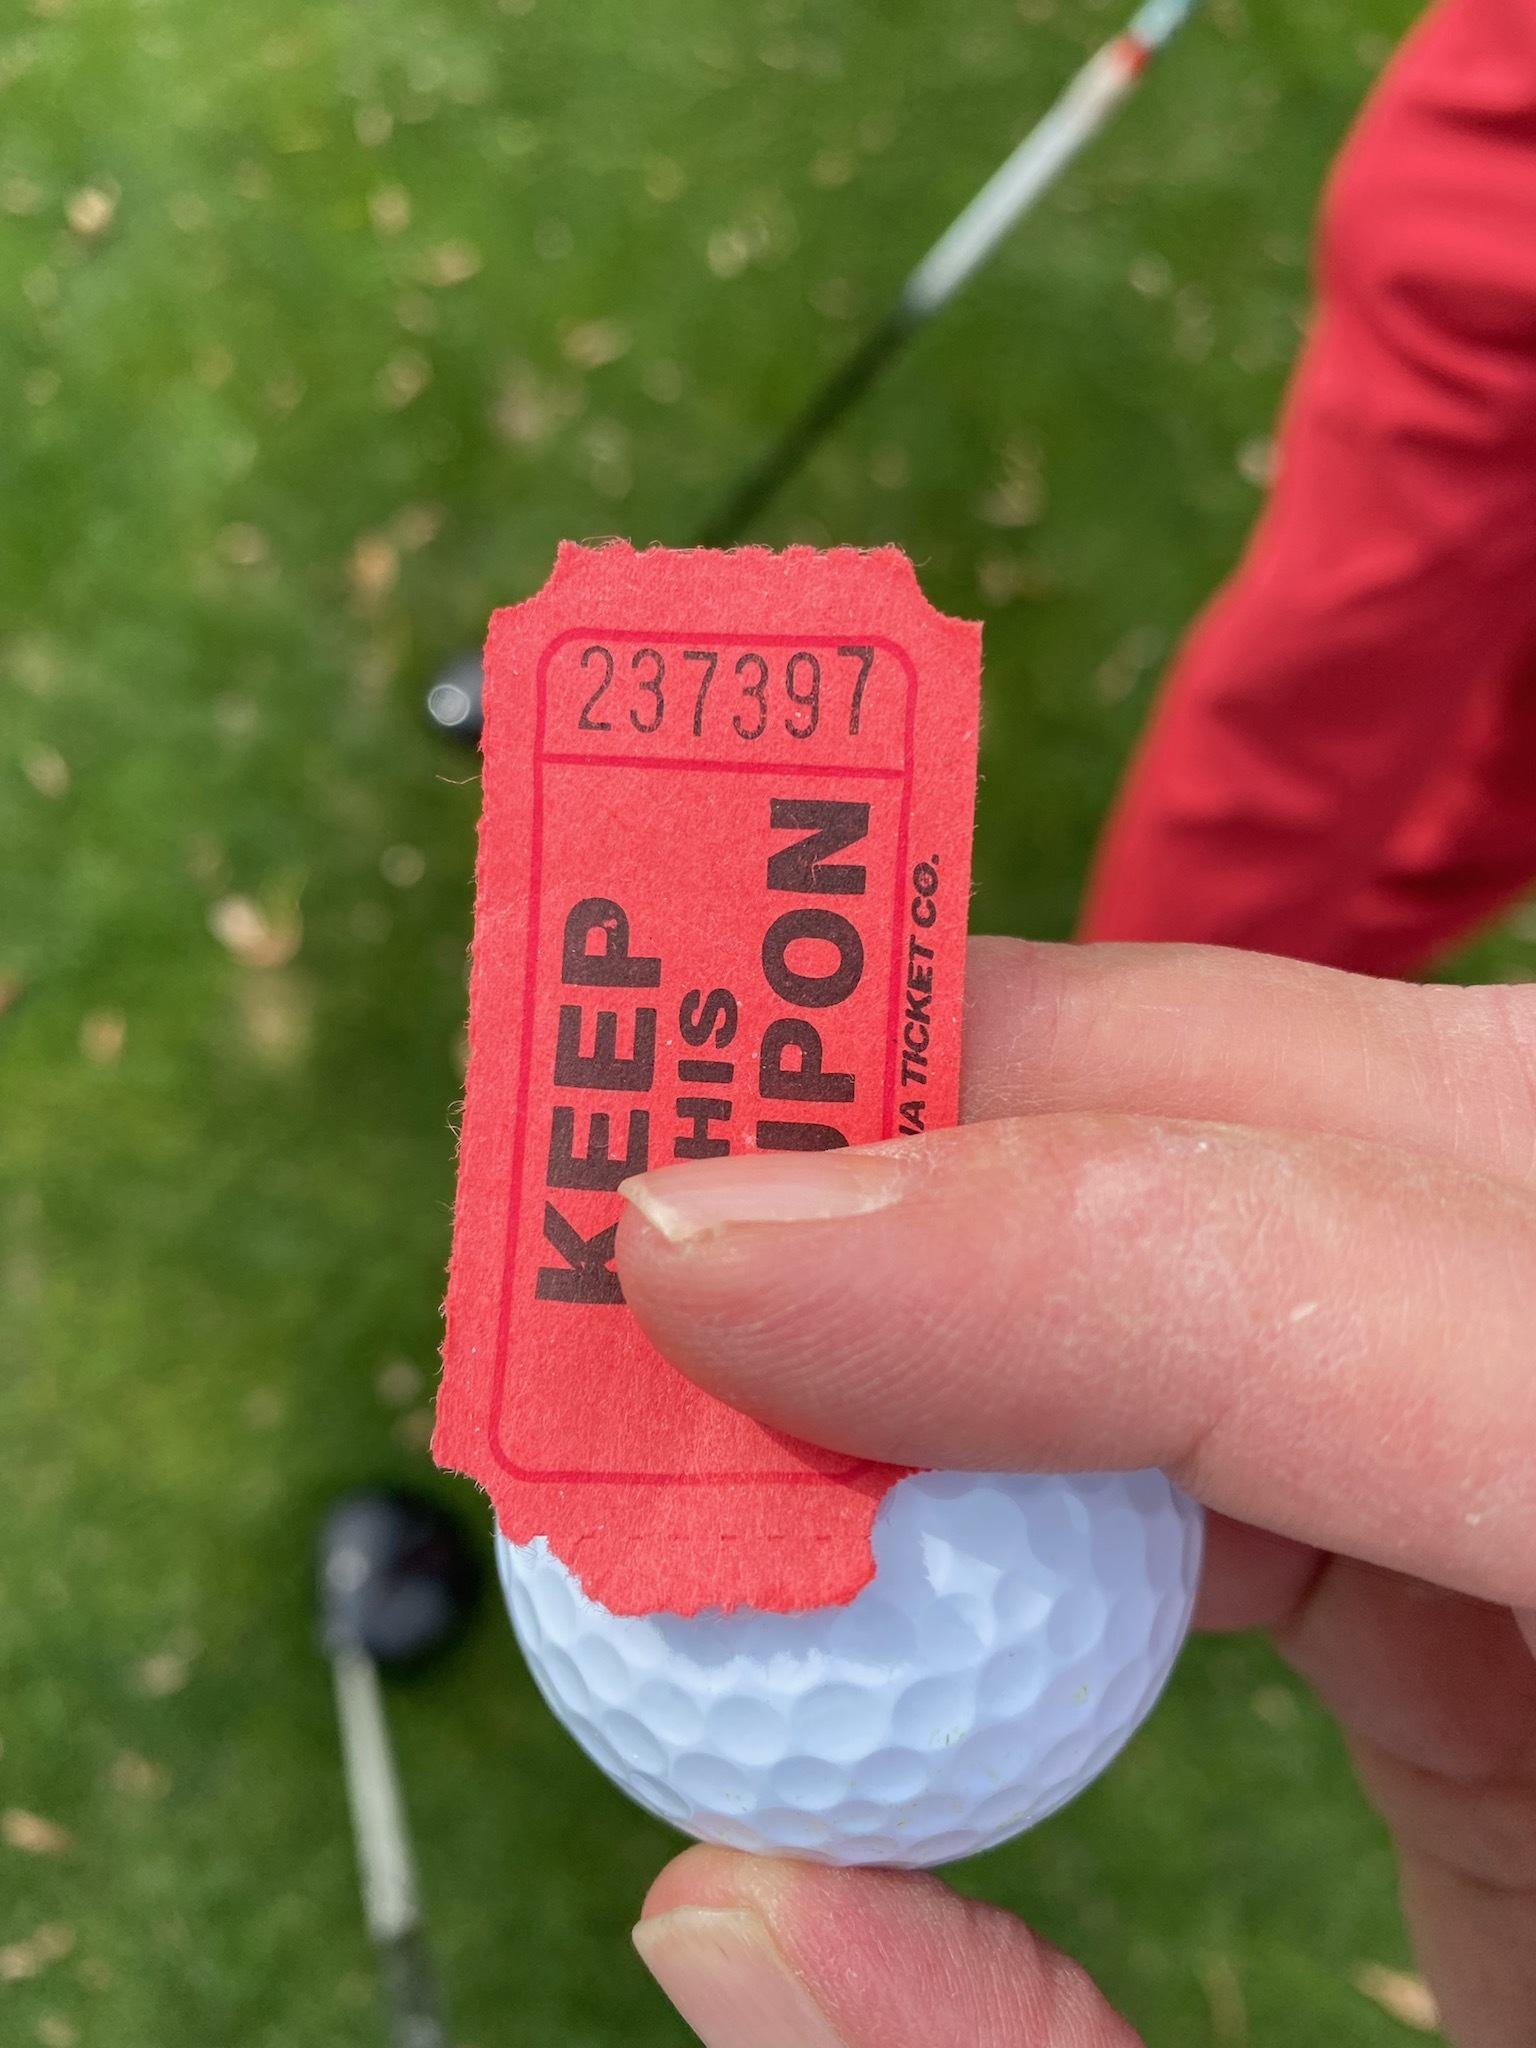 237397
KEEP
HIS
UPON
A TICKET CO.